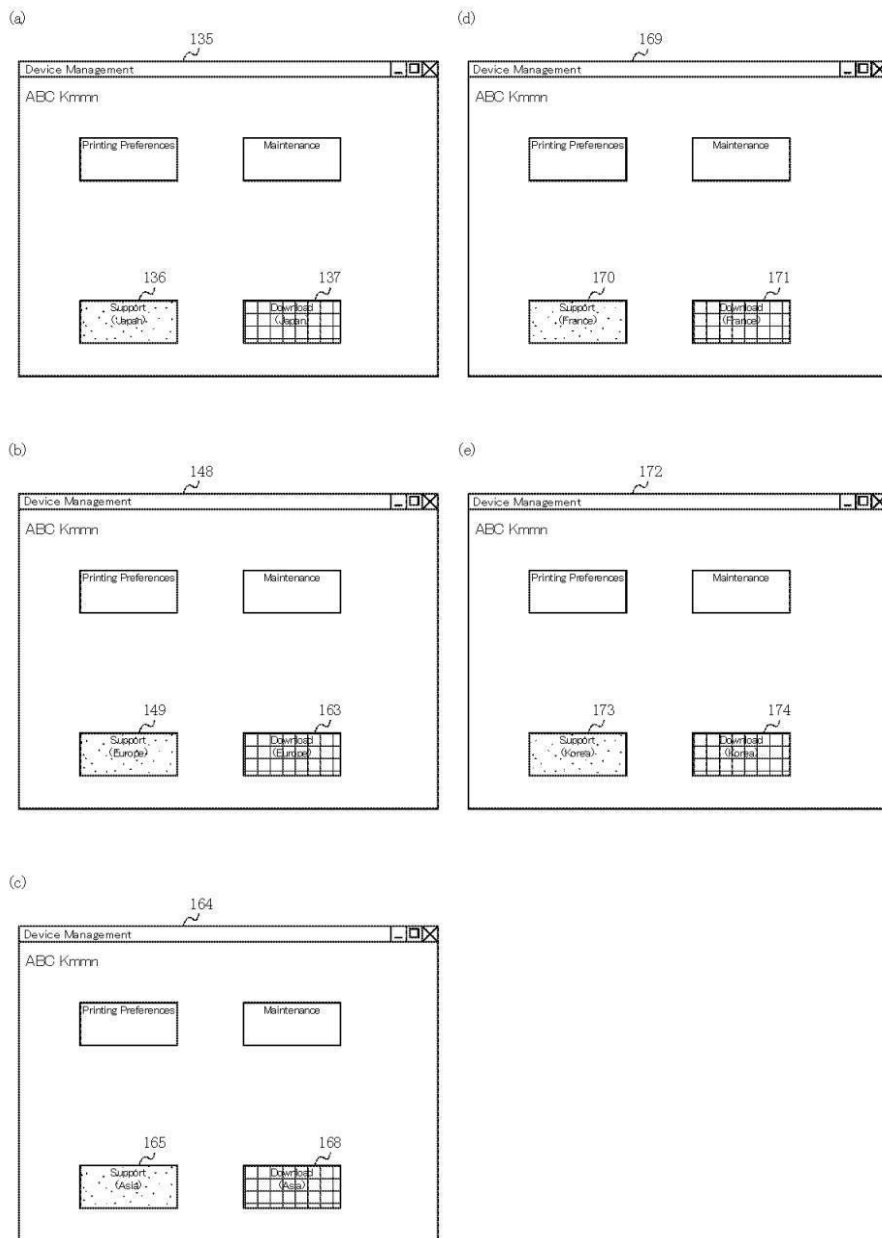 (a)
135
Device Management
ABC Kmmn
Printing Preferences
Maintenance
136
137
Support
(Japan)
Download
(Japan)
(b)
148
Device Management
ABC Kmmn
Printing Preferences
Maintenance
149
163
Support
(Europe)
Download
(Europe)
(c)
164
Device Management
ABC Kmmn
Printing Preferences
Maintenance
165
168
Support
(Asia)
Download
(Asia)
(d)
169
Device Management
ABC Kmmn
Printing Preferences
Maintenance
170
171
Support
(France)
Download
(France)
(e)
172
Device Management
ABC Kmmn
Printing Preferences
Maintenance
173
174
Support
(Korea)
Download
(Korea)